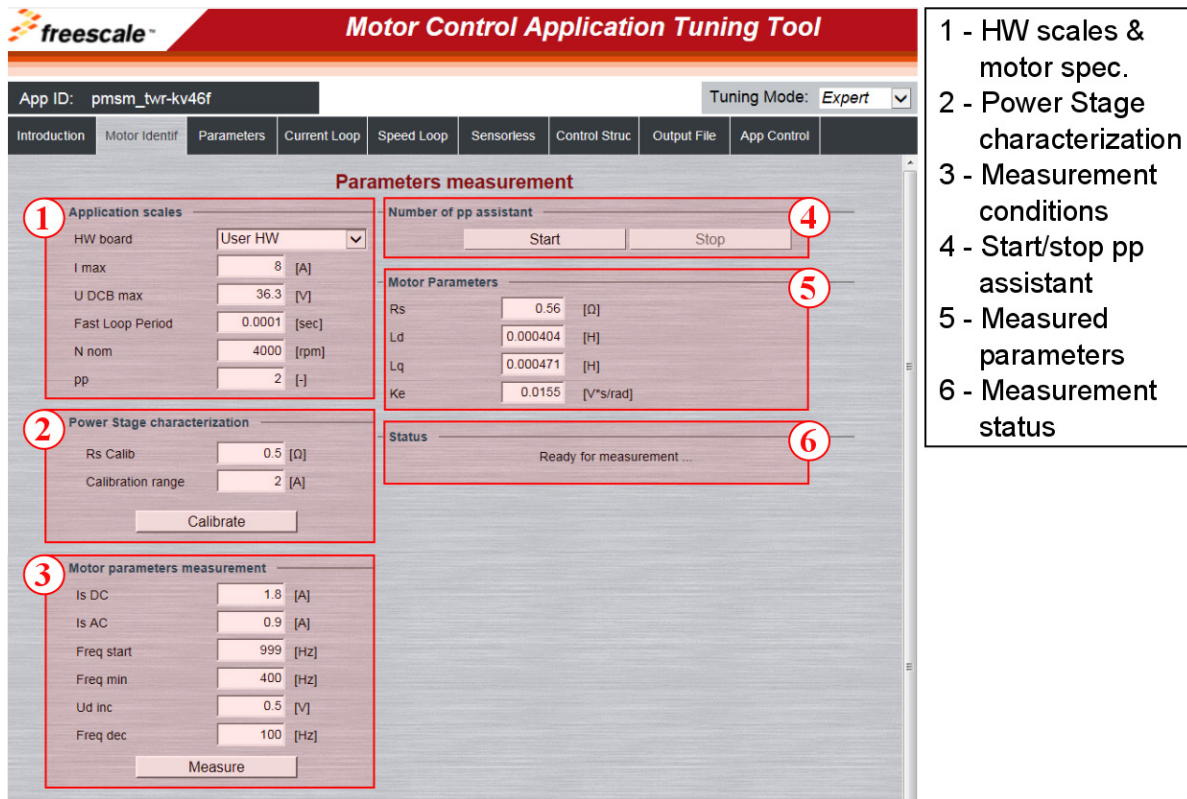 freescale™
Motor Control Application Tuning Tool
App ID: pmsm_twr-kv46f
Tuning Mode: Expert
Introduction Motor Identif Parameters Current Loop Speed Loop Sensorless Control Struc Output File App Control
Parameters measurement
1
Application scales
HW board User HW
I max 8 [A]
U DCB max 36.3 [V]
Fast Loop Period 0.0001 [sec]
N nom 4000 [rpm]
pp 2 [-]
2
Power Stage characterization
Rs Calib 0.5 [Ω]
Calibration range 2 [A]
Calibrate
3
Motor parameters measurement
Is DC 1.8 [A]
Is AC 0.9 [A]
Freq start 999 [Hz]
Freq min 400 [Hz]
Ud inc 0.5 [V]
Freq dec 100 [Hz]
Measure
Number of pp assistant
4
Start Stop
Motor Parameters
5
Rs 0.56 [Ω]
Ld 0.000404 [H]
Lq 0.000471 [H]
Ke 0.0155 [V*s/rad]
Status
6
Ready for measurement ...
1 - HW scales &
motor spec.
2 - Power Stage
characterization
3 - Measurement
conditions
4 - Start/stop pp
assistant
5 - Measured
parameters
6 - Measurement
status